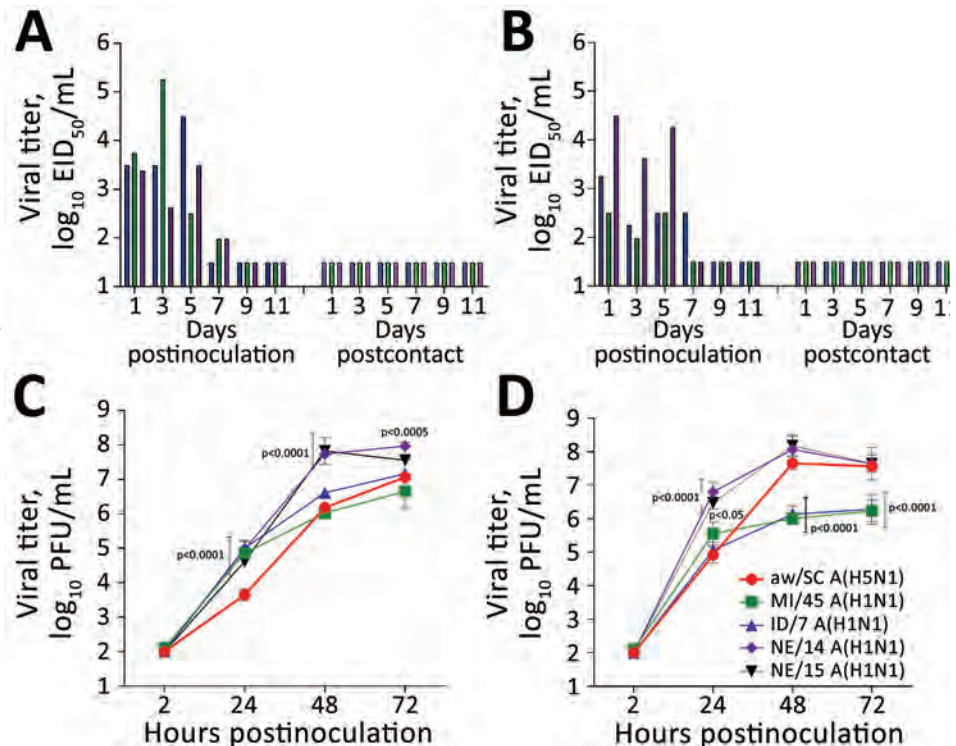 A
Viral titer,
log10 EID50/mL
6
5
4
3
2
1
1 3 5 7 9 11 1 3 5 7 9 11
Days Days
postinoculation postcontact
B
Viral titer,
log10 EID50/mL
6
5
4
3
2
1
1 3 5 7 9 11 1 3 5 7 9 11
Days Days
postinoculation postcontact
C
Viral titer,
log10 PFU/mL
9
8
7
6
5
4
3
2
1
p<0.0001
p<0.0001
p<0.0005
2 24 48 72
Hours postinoculation
D
Viral titer,
log10 PFU/mL
9
8
7
6
5
4
3
2
1
p<0.0001
p<0.05
p<0.0001
p<0.0001
aw/SC A(H5N1)
MI/45 A(H1N1)
ID/7 A(H1N1)
NE/14 A(H1N1)
NE/15 A(H1N1)
2 24 48 72
Hours postinoculation